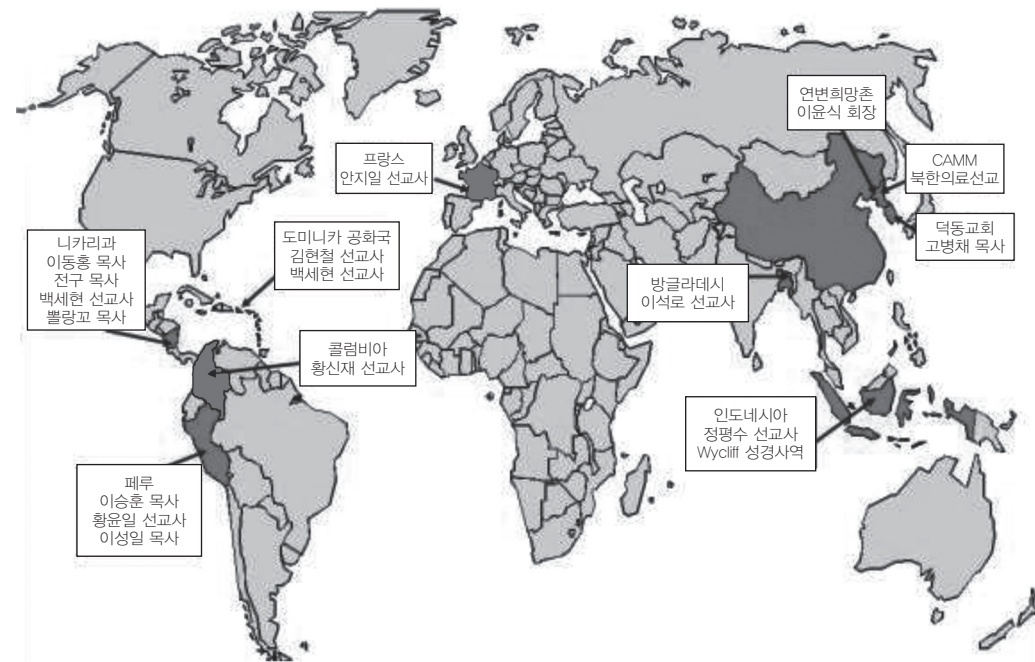 연변희망촌
이윤식 회장
CAMM
북한의료선교
프랑스
안지일 선교사
덕동교회
고병채 목사
도미니카 공화국
김현철 선교사
백세현 선교사
니카리과
이동홍 목사
전구 목사
백세현 선교사
뽈랑꼬 목사
방글라데시
이석로 선교사
콜럼비아
황신재 선교사
인도네시아
정평수 선교사
Wycliff 성경사역
페루
이승훈 목사
황윤일 선교사
이성일 목사